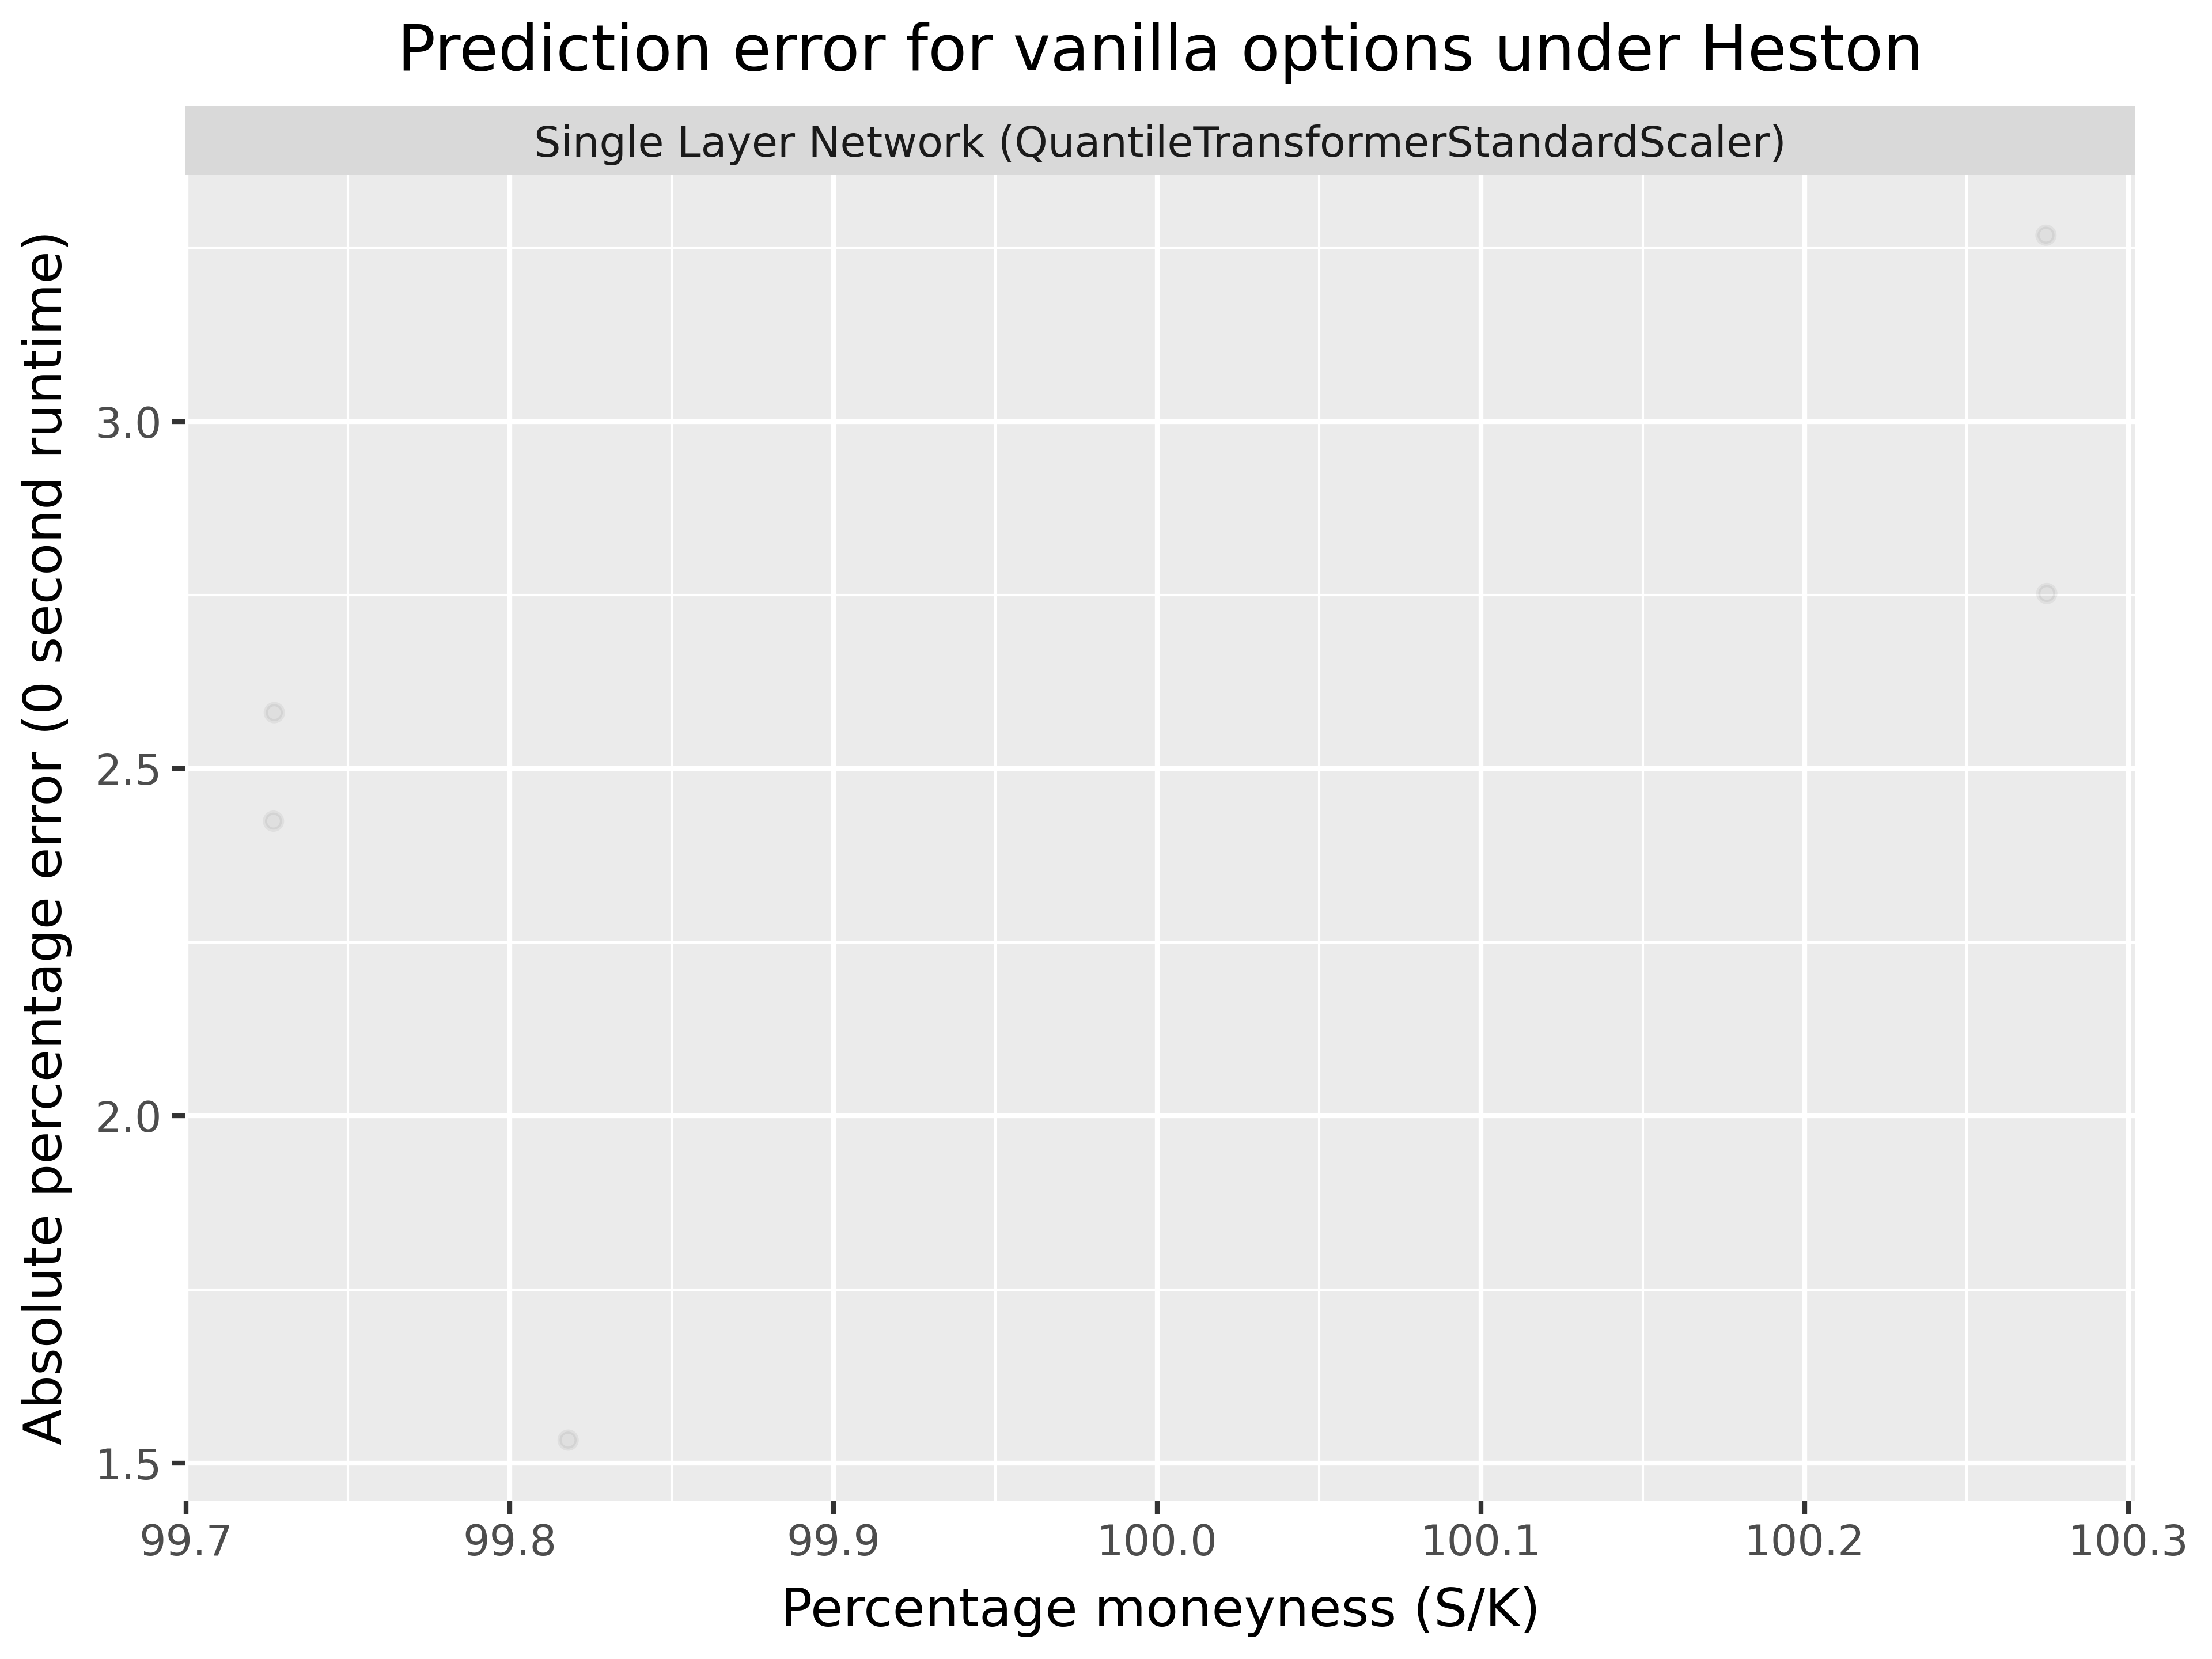 Prediction error for vanilla options under Heston
Single Layer Network (QuantileTransformerStandardScaler)
Absolute percentage error (0 second runtime)
3.0
2.5
2.0
1.5
99.7
99.8
99.9
100.0
100.1
100.2
100.3
Percentage moneyness (S/K)